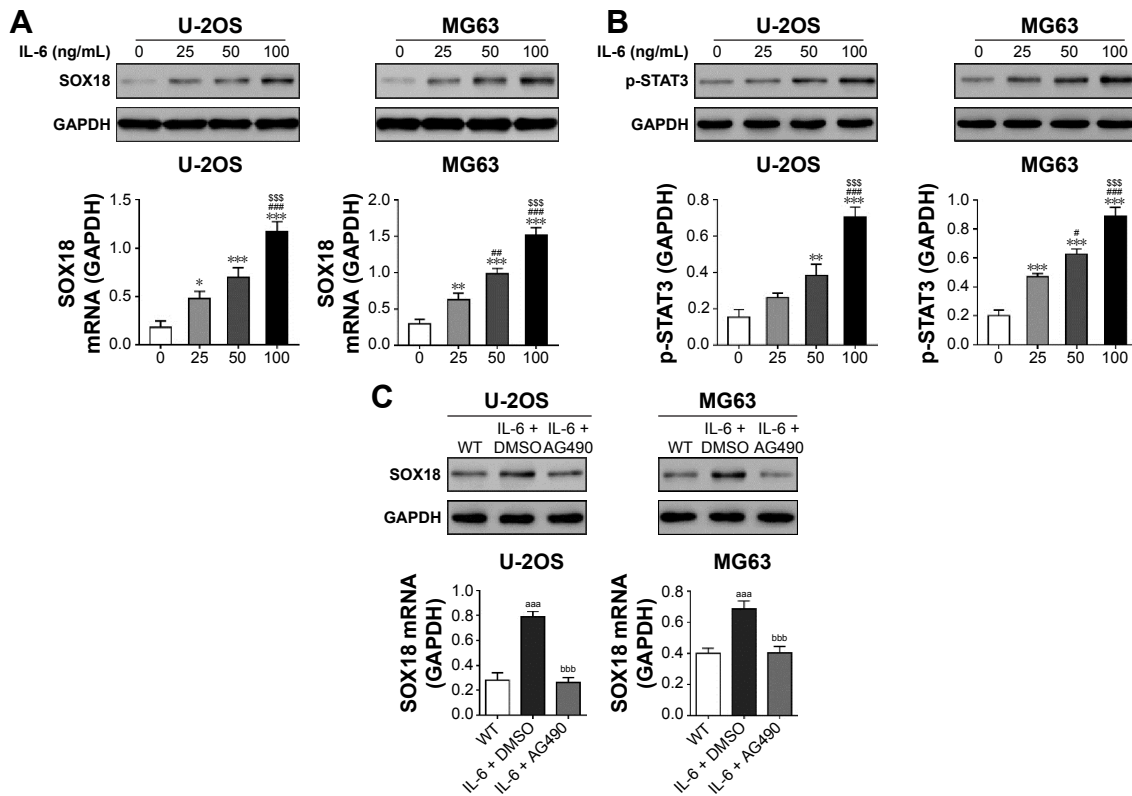 A
U-2OS
MG63
IL-6 (ng/mL) 0 25 50 100
0 25 50 100
SOX18
GAPDH
U-2OS
MG63
SOX18
mRNA (GAPDH)
1.5
1.0
0.5
0.0
*
***
$$$
###
***
0 25 50 100
SOX18
mRNA (GAPDH)
2.0
1.5
1.0
0.5
0.0
**
##
***
$$$
###
***
0 25 50 100
B
U-2OS
MG63
IL-6 (ng/mL) 0 25 50 100
0 25 50 100
p-STAT3
GAPDH
U-2OS
MG63
p-STAT3 (GAPDH)
0.8
0.6
0.4
0.2
0.0
**
$$$
###
***
0 25 50 100
p-STAT3 (GAPDH)
1.0
0.8
0.6
0.4
0.2
0.0
***
#
***
$$$
###
***
0 25 50 100
C
U-2OS
MG63
WT
IL-6 +
DMSO
IL-6 +
AG490
WT
IL-6 +
DMSO
IL-6 +
AG490
SOX18
GAPDH
U-2OS
MG63
SOX18 mRNA
(GAPDH)
1.0
0.8
0.6
0.4
0.2
0.0
aaa
bbb
WT
IL-6 + DMSO
IL-6 + AG490
SOX18 mRNA
(GAPDH)
0.8
0.6
0.4
0.2
0.0
aaa
bbb
WT
IL-6 + DMSO
IL-6 + AG490